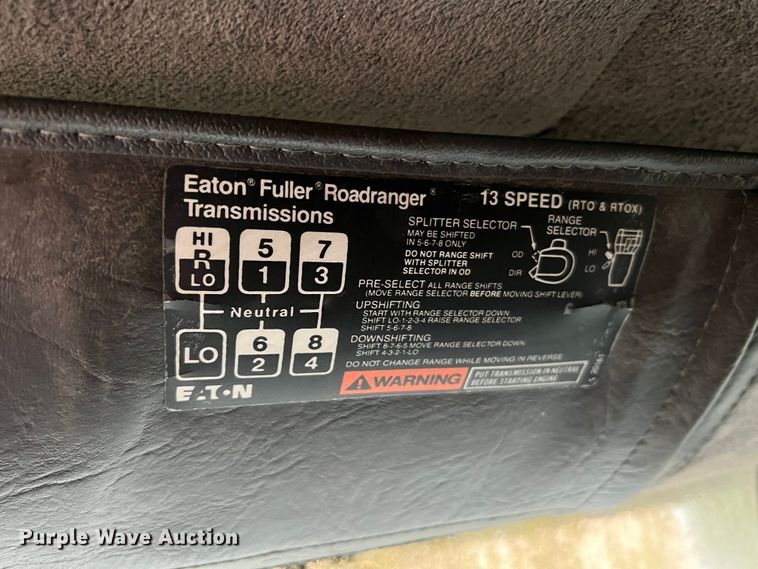 Eaton® Fuller® Roadranger®
Transmissions
13 SPEED (RTO & RTOX)
HI
R
LO
5
1
7
3
Neutral
LO
6
2
8
4
SPLITTER SELECTOR
MAY BE SHIFTED
IN 5-6-7-8 ONLY
DO NOT RANGE SHIFT
WITH SPLITTER
SELECTOR IN OD
OD
DIR
RANGE
SELECTOR
HI
LO
PRE-SELECT ALL RANGE SHIFTS
(MOVE RANGE SELECTOR BEFORE MOVING SHIFT LEVER)
UPSHIFTING
START WITH RANGE SELECTOR DOWN
SHIFT LO-1-2-3-4 RAISE RANGE SELECTOR
SHIFT 5-6-7-8
DOWNSHIFTING
SHIFT 8-7-6-5 MOVE RANGE SELECTOR DOWN
SHIFT 4-3-2-1-LO
DO NOT CHANGE RANGE WHILE MOVING IN REVERSE
WARNING
PUT TRANSMISSION IN NEUTRAL
BEFORE STARTING ENGINE
EATON
Purple Wave Auction